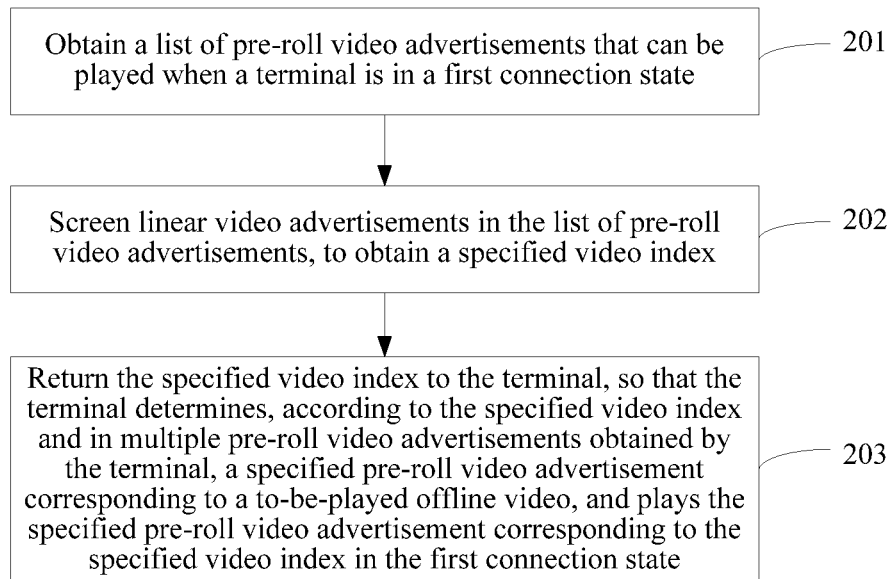 Obtain a list of pre-roll video advertisements that can be
played when a terminal is in a first connection state
201
Screen linear video advertisements in the list of pre-roll
video advertisements, to obtain a specified video index
202
Return the specified video index to the terminal, so that the
terminal determines, according to the specified video index
and in multiple pre-roll video advertisements obtained by
the terminal, a specified pre-roll video advertisement
corresponding to a to-be-played offline video, and plays the
specified pre-roll video advertisement corresponding to the
specified video index in the first connection state
203